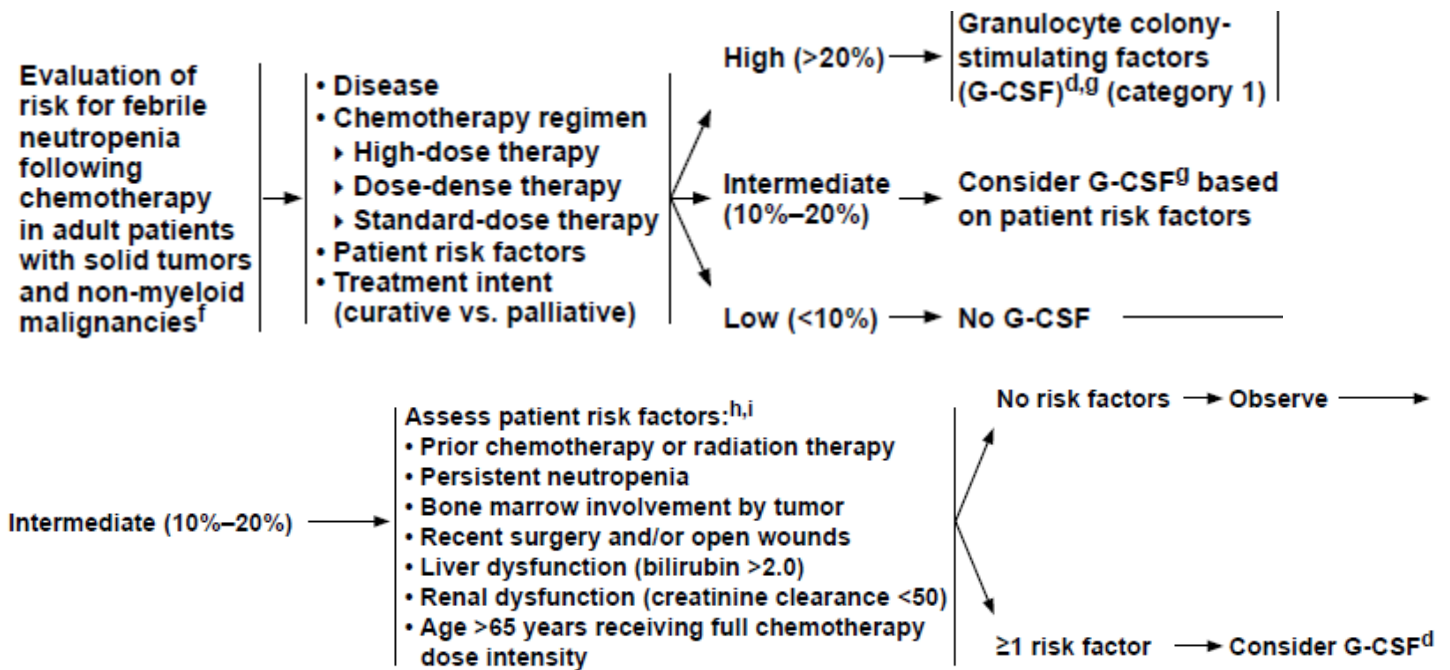 Evaluation of
risk for febrile
neutropenia
following
chemotherapy
in adult patients
with solid tumors
and non-myeloid
malignanciesf
• Disease
• Chemotherapy regimen
‣ High-dose therapy
‣ Dose-dense therapy
‣ Standard-dose therapy
• Patient risk factors
• Treatment intent
(curative vs. palliative)
High (>20%)
Granulocyte colony-
stimulating factors
(G-CSF)d,g (category 1)
Intermediate
(10%–20%)
Consider G-CSFg based
on patient risk factors
Low (<10%)
No G-CSF
Intermediate (10%–20%)
Assess patient risk factors:h,i
• Prior chemotherapy or radiation therapy
• Persistent neutropenia
• Bone marrow involvement by tumor
• Recent surgery and/or open wounds
• Liver dysfunction (bilirubin >2.0)
• Renal dysfunction (creatinine clearance <50)
• Age >65 years receiving full chemotherapy
dose intensity
No risk factors
Observe
≥1 risk factor
Consider G-CSFd